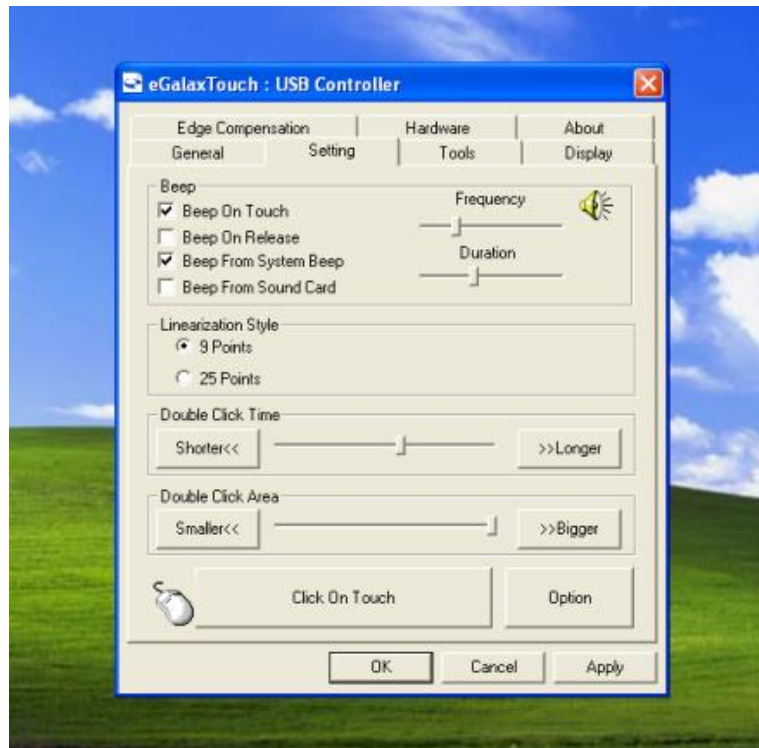 eGalaxTouch : USB Controller
Edge Compensation Hardware About
General Setting Tools Display
Beep
Beep On Touch
Beep On Release
Beep From System Beep
Beep From Sound Card
Frequency
Duration
Linearization Style
9 Points
25 Points
Double Click Time
Shorter<< >>Longer
Double Click Area
Smaller<< >>Bigger
Click On Touch Option
OK Cancel Apply